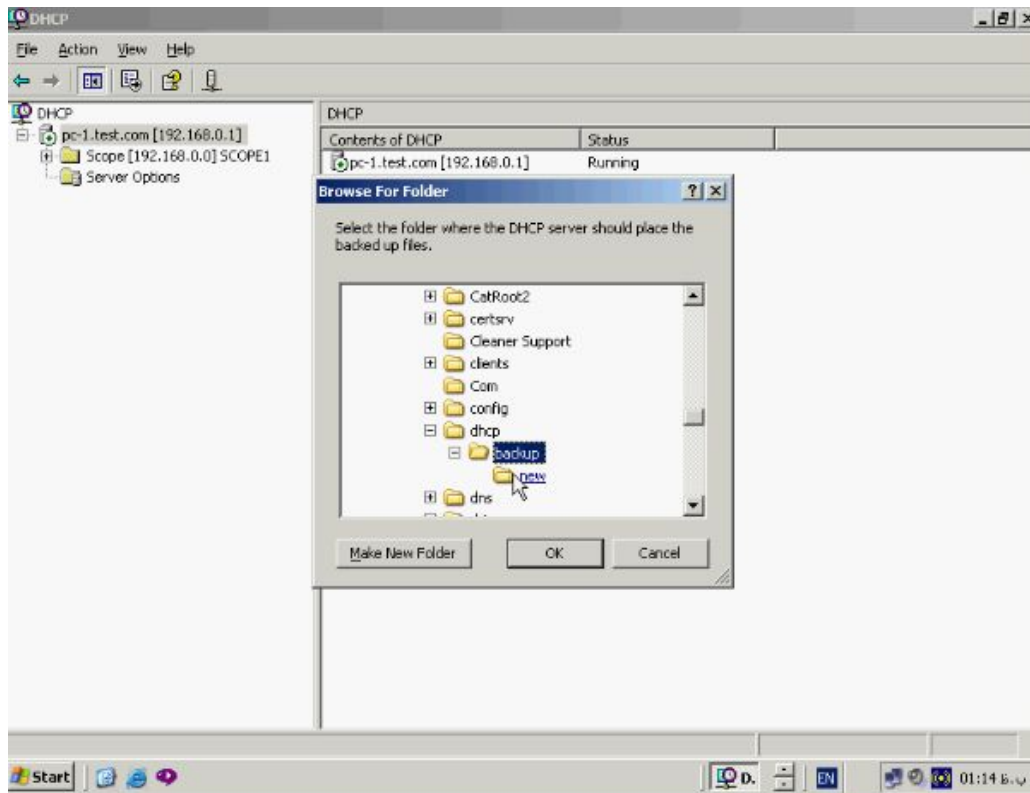 DHCP
File Action View Help
DHCP
pc-1.test.com [192.168.0.1]
Scope [192.168.0.0] SCOPE1
Server Options
DHCP
Contents of DHCP Status
pc-1.test.com [192.168.0.1] Running
Browse For Folder
Select the folder where the DHCP server should place the
backed up files.
CatRoot2
certsrv
Cleaner Support
clients
Com
config
dhcp
backup
new
dns
Make New Folder OK Cancel
Start D. EN 01:14 ب.ظ